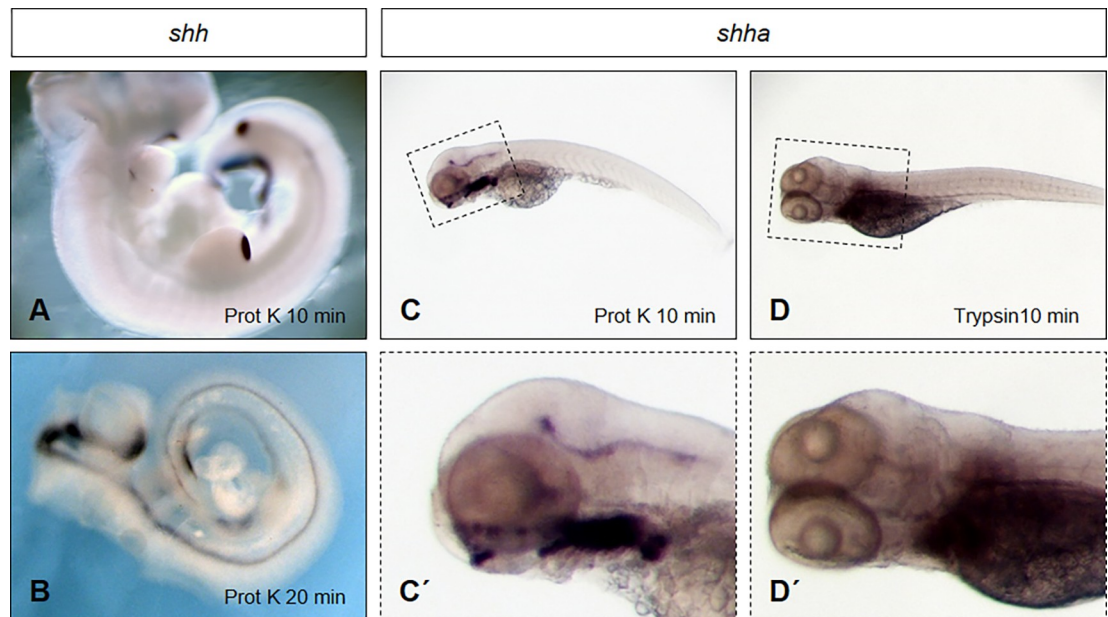 shh
shha
A
Prot K 10 min
C
Prot K 10 min
D
Trypsin10 min
B
Prot K 20 min
C´
D´